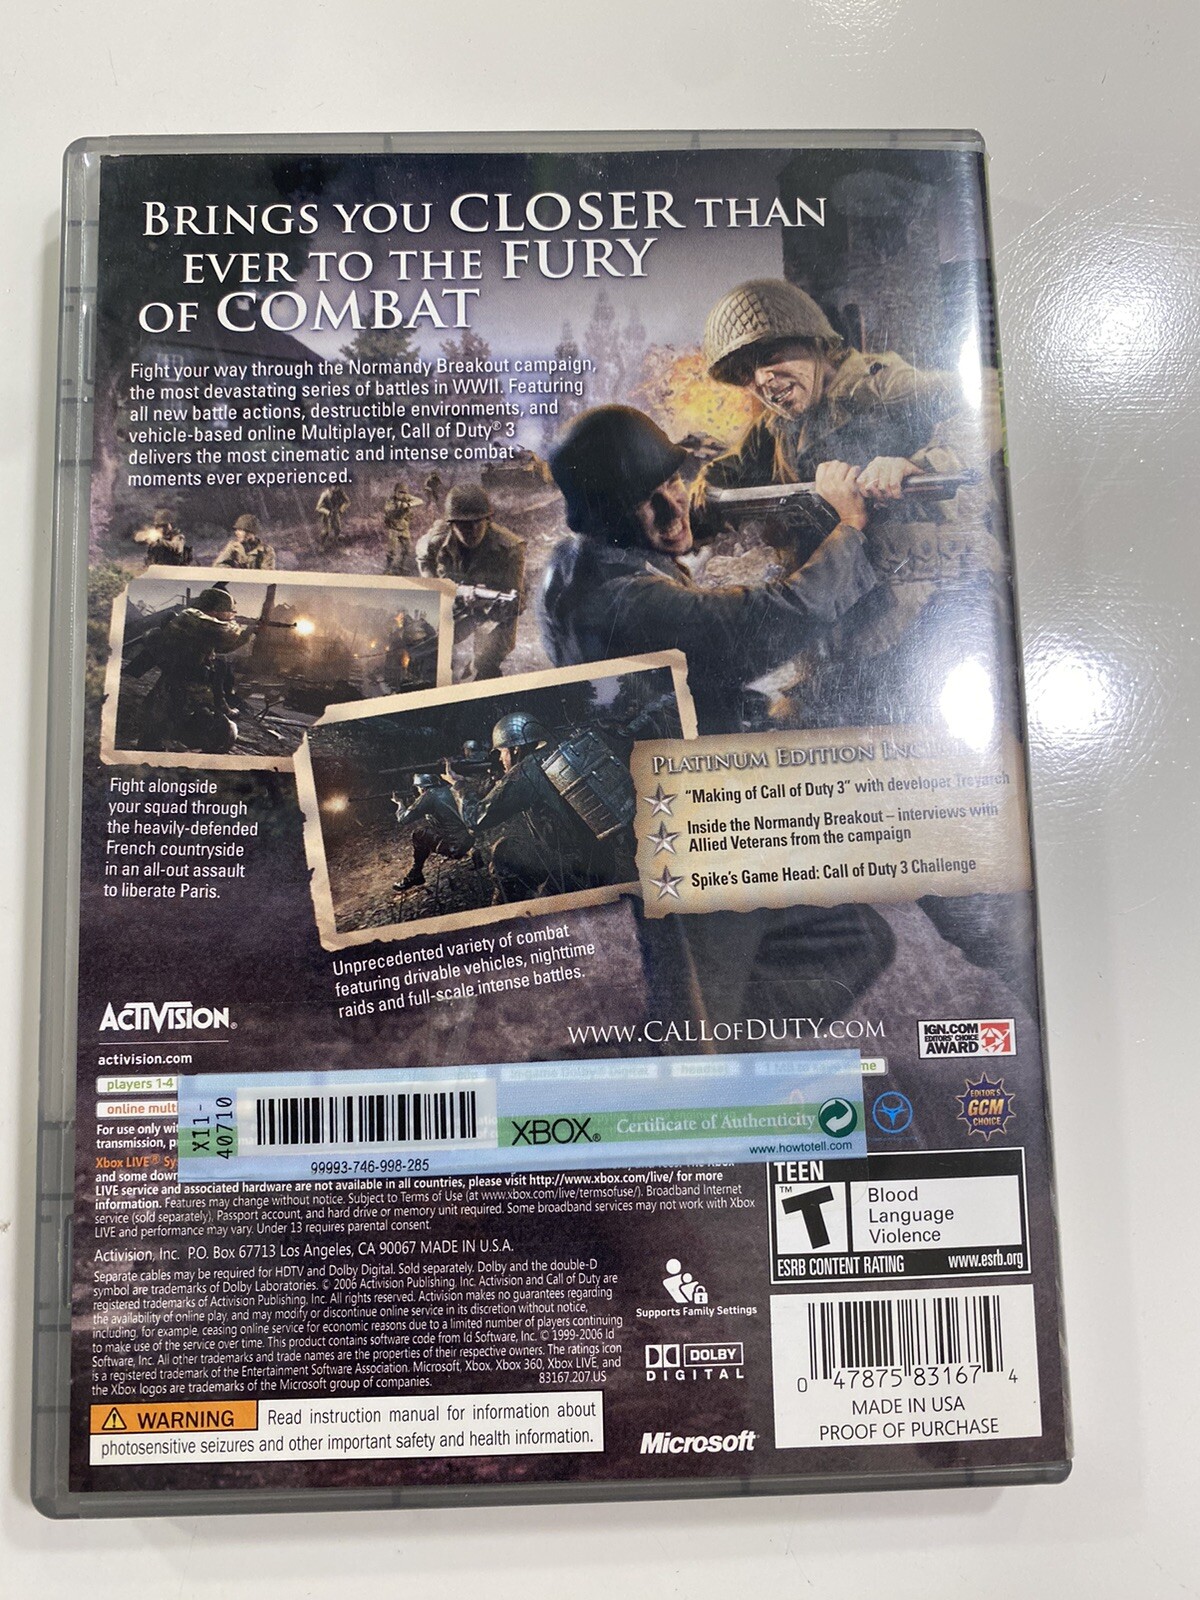 BRINGS YOU CLOSER THAN
EVER TO THE FURY
OF COMBAT
Fight your way through the Normandy Breakout campaign,
the most devastating series of battles in WWII. Featuring
all new battle actions, destructible environments, and
vehicle-based online Multiplayer, Call of Duty® 3
delivers the most cinematic and intense combat
moments ever experienced.
Fight alongside
your squad through
the heavily-defended
French countryside
in an all-out assault
to liberate Paris.
PLATINUM EDITION
"Making of Call of Duty 3" with developer Treyarch
Inside the Normandy Breakout – interviews with
Allied Veterans from the campaign
Spike's Game Head: Call of Duty 3 Challenge
Unprecedented variety of combat
featuring drivable vehicles, nighttime
raids and full-scale intense battles.
ACTIVISION®
activision.com
WWW.CALLOFDUTY.COM
IGN.COM
EDITORS' CHOICE
AWARD
players 1-4
online multi
X11-
40710
99993-746-998-285
XBOX®
Certificate of Authenticity
www.howtotell.com
EDITOR'S
GCM
CHOICE
For use only wi
transmission,
Xbox LIVE® Sy
and some down
LIVE service and associated hardware are not available in all countries, please visit http://www.xbox.com/live/ for more
information. Features may change without notice. Subject to Terms of Use (at www.xbox.com/live/termsofuse/). Broadband Internet
service (sold separately), Passport account, and hard drive or memory unit required. Some broadband services may not work with Xbox
LIVE and performance may vary. Under 13 requires parental consent.
Activision, Inc. P.O. Box 67713 Los Angeles, CA 90067 MADE IN U.S.A.
Separate cables may be required for HDTV and Dolby Digital. Sold separately. Dolby and the double-D
symbol are trademarks of Dolby Laboratories. © 2006 Activision Publishing, Inc. Activision and Call of Duty are
registered trademarks of Activision Publishing, Inc. All rights reserved. Activision makes no guarantees regarding
the availability of online play, and may modify or discontinue online service in its discretion without notice,
including, for example, ceasing online service for economic reasons due to a limited number of players continuing
to make use of the service over time. This product contains software code from Id Software, Inc. © 1999-2006 Id
Software, Inc. All other trademarks and trade names are the properties of their respective owners. The ratings icon
is a registered trademark of the Entertainment Software Association. Microsoft, Xbox, Xbox 360, Xbox LIVE, and
the Xbox logos are trademarks of the Microsoft group of companies.
83167.207.US
WARNING Read instruction manual for information about
photosensitive seizures and other important safety and health information.
Supports Family Settings
DOLBY
DIGITAL
Microsoft®
TEEN
T
TM
Blood
Language
Violence
ESRB CONTENT RATING www.esrb.org
0 47875 83167 4
MADE IN USA
PROOF OF PURCHASE